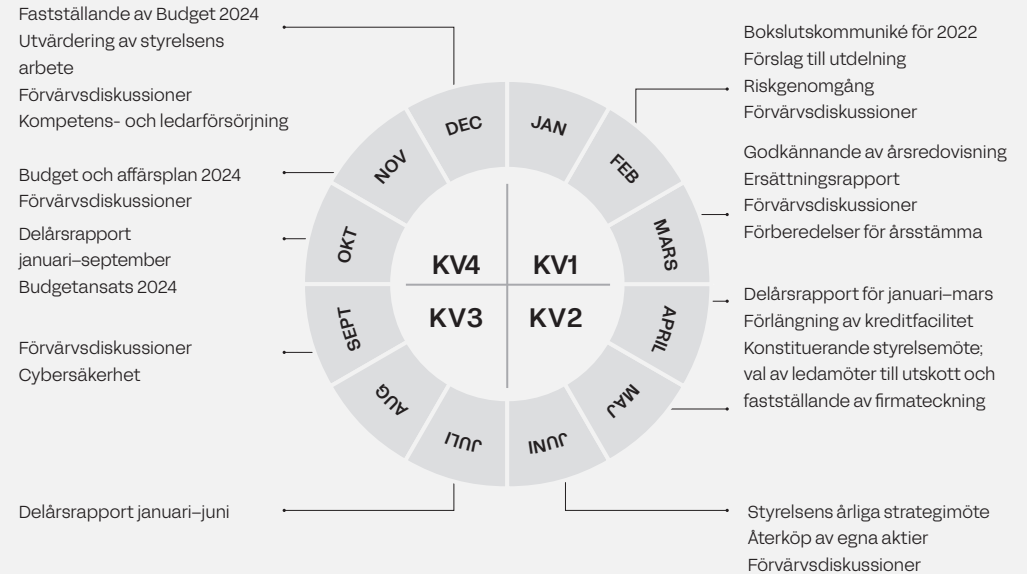 Fastställande av Budget 2024
Utvärdering av styrelsens
arbete
Förvärvsdiskussioner
Kompetens- och ledarförsörjning
Budget och affärsplan 2024
Förvärvsdiskussioner
Delårsrapport
januari–september
Budgetansats 2024
Förvärvsdiskussioner
Cybersäkerhet
Delårsrapport januari–juni
JAN
FEB
MARS
APRIL
MAJ
JUNI
JULI
AUG
SEPT
OKT
NOV
DEC
KV4
KV1
KV3
KV2
Bokslutskommuniké för 2022
Förslag till utdelning
Riskgenomgång
Förvärvsdiskussioner
Godkännande av årsredovisning
Ersättningsrapport
Förvärvsdiskussioner
Förberedelser för årsstämma
Delårsrapport för januari–mars
Förlängning av kreditfacilitet
Konstituerande styrelsemöte;
val av ledamöter till utskott och
fastställande av firmateckning
Styrelsens årliga strategimöte
Återköp av egna aktier
Förvärvsdiskussioner